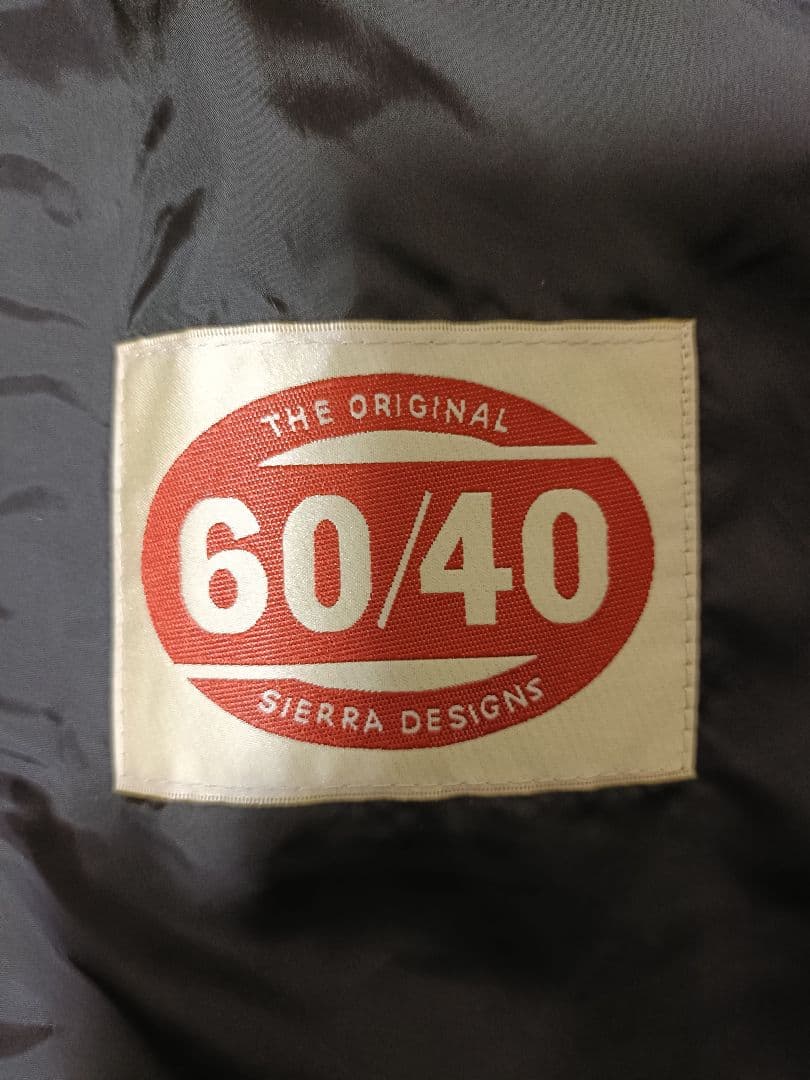 THE ORIGINAL
60/40
SIERRA DESIGNS